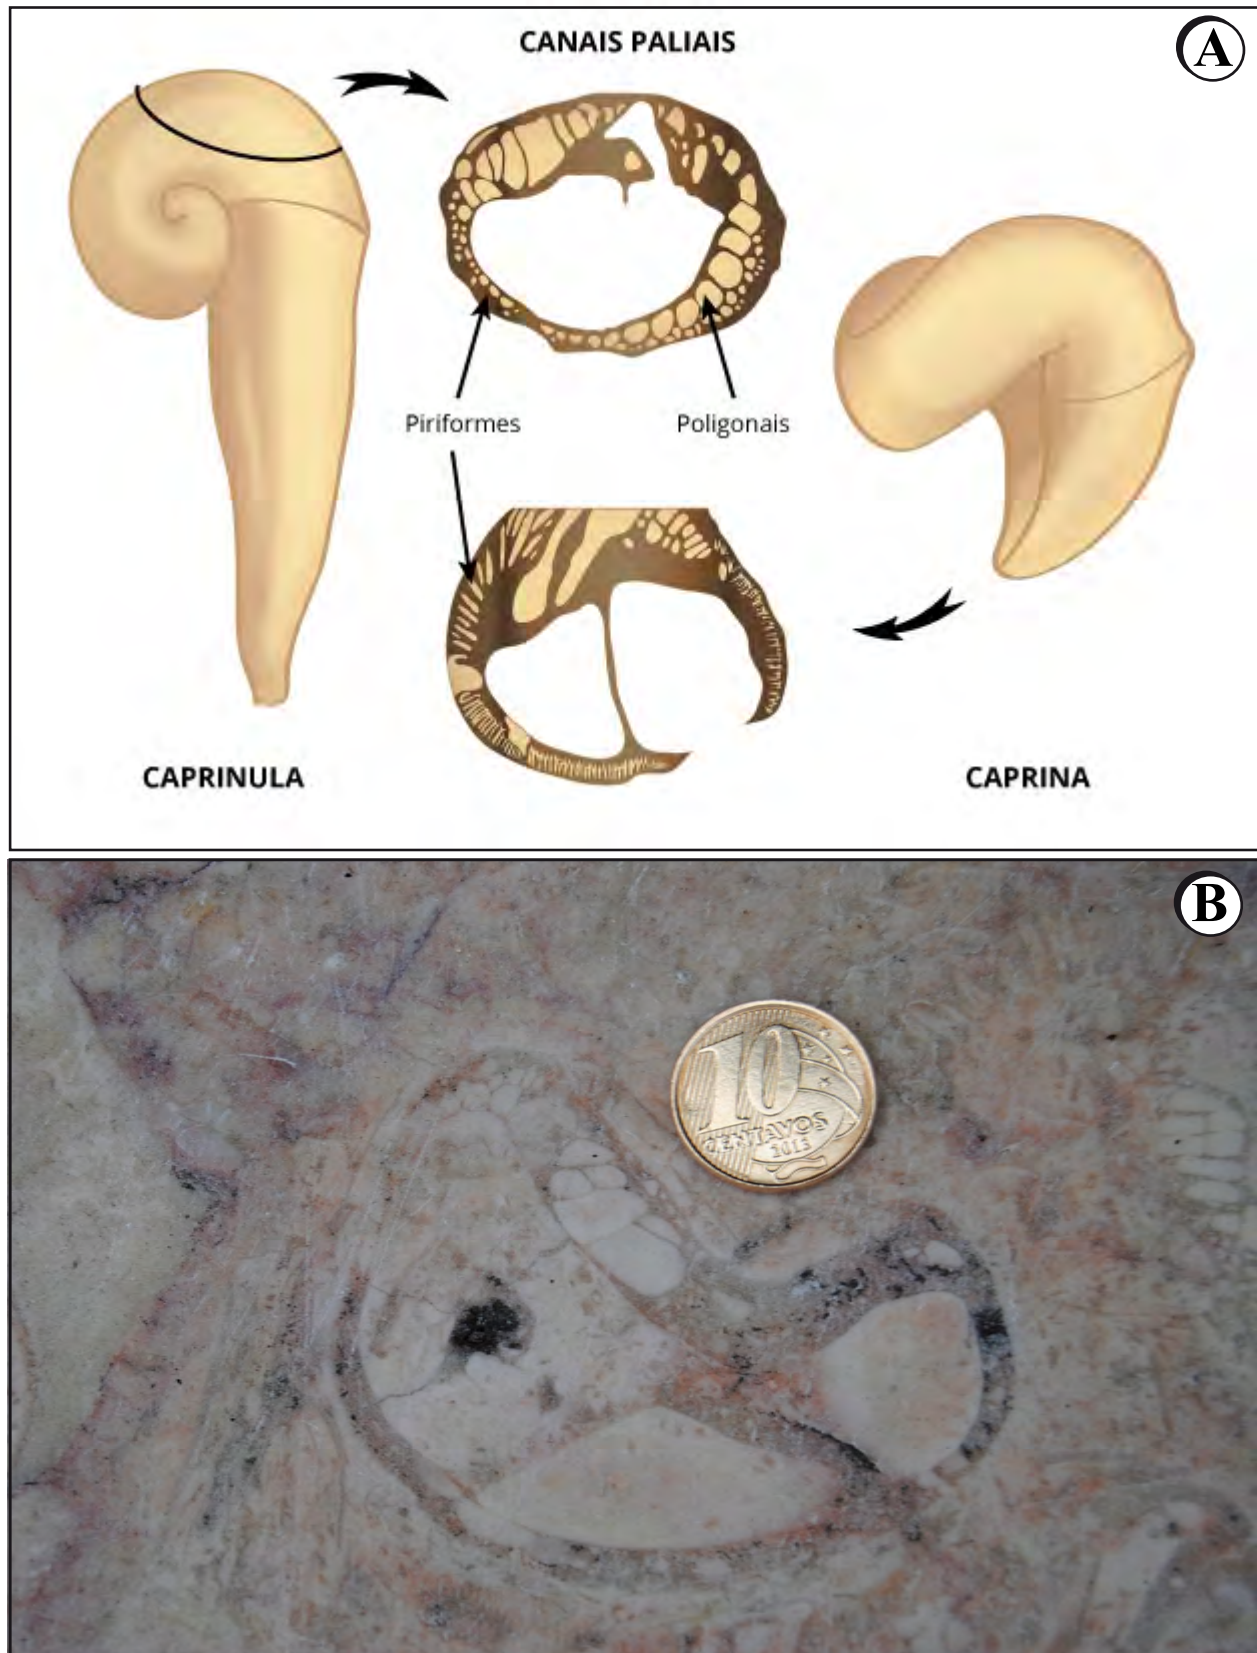 CANAIS PALIAIS
A
Piriformes
Poligonais
CAPRINULA
CAPRINA
B
10
CENTAVOS
2013